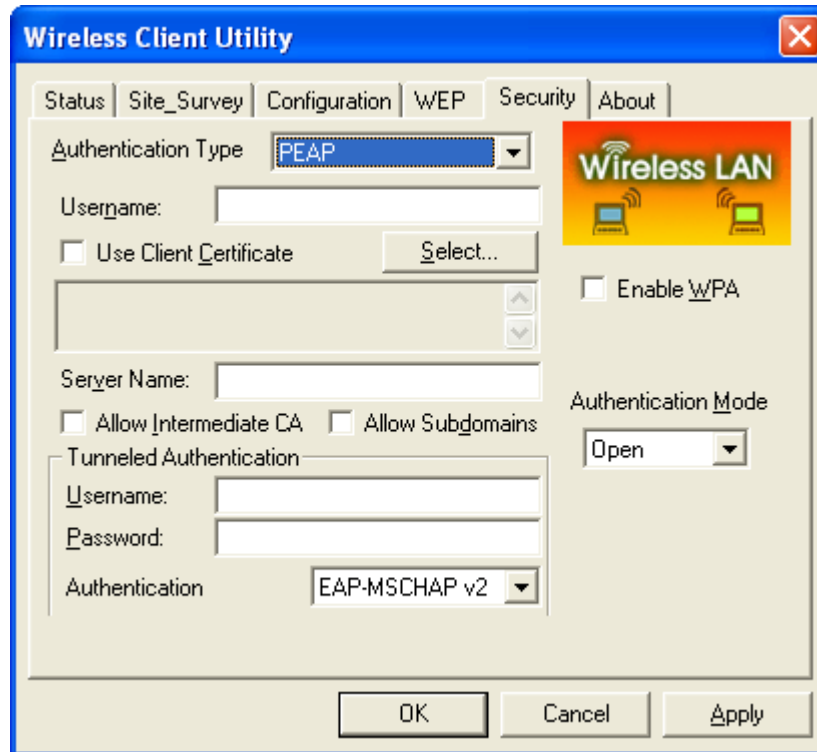 Wireless Client Utility
Status Site_Survey Configuration WEP Security About
Authentication Type PEAP
Wireless LAN
Username:
Use Client Certificate Select...
Enable WPA
Server Name:
Allow Intermediate CA Allow Subdomains
Authentication Mode
Open
Tunneled Authentication
Username:
Password:
Authentication EAP-MSCHAP v2
OK Cancel Apply